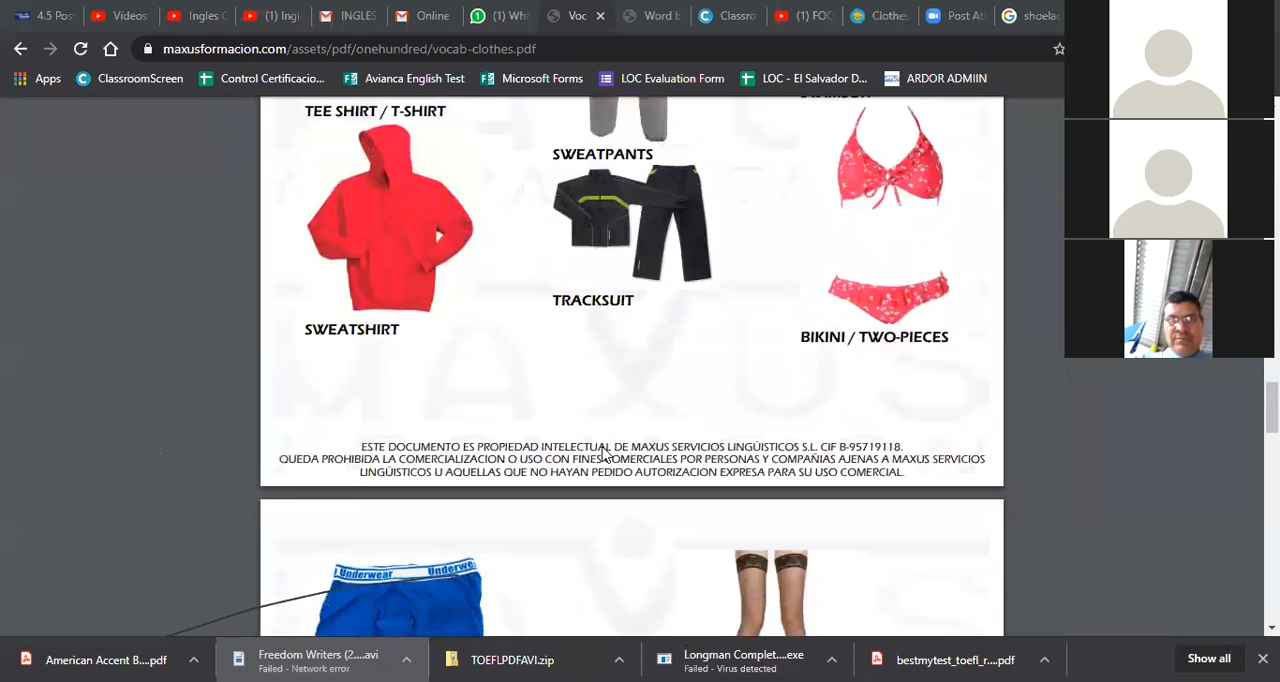 4.5 Pos
Vídeos
Ingles C
(1) Ingl
INGLES
Online
(1) Wha
Voc
Word b
Classro
(1) FOC
Clothe
Post At
shoelac
maxusformacion.com/assets/pdf/onehundred/vocab-clothes.pdf
Apps
ClassroomScreen
Control Certificacio...
Avianca English Test
Microsoft Forms
LOC Evaluation Form
LOC - El Salvador D...
ARDOR ADMIIN
TEE SHIRT / T-SHIRT
SWEATPANTS
SWEATSHIRT
TRACKSUIT
BIKINI / TWO-PIECES
MAXUS
ESTE DOCUMENTO ES PROPIEDAD INTELECTUAL DE MAXUS SERVICIOS LINGÜISTICOS S.L. CIF B-95719118.
QUEDA PROHIBIDA LA COMERCIALIZACION O USO CON FINES COMERCIALES POR PERSONAS Y COMPAÑIAS AJENAS A MAXUS SERVICIOS
LINGÜISTICOS U AQUELLAS QUE NO HAYAN PEDIDO AUTORIZACION EXPRESA PARA SU USO COMERCIAL.
Underwear Underwe
American Accent B....pdf
Freedom Writers (2....avi
Failed - Network error
TOEFLPDFAVI.zip
Longman Complet....exe
Failed - Virus detected
bestmytest_toefl_r....pdf
Show all